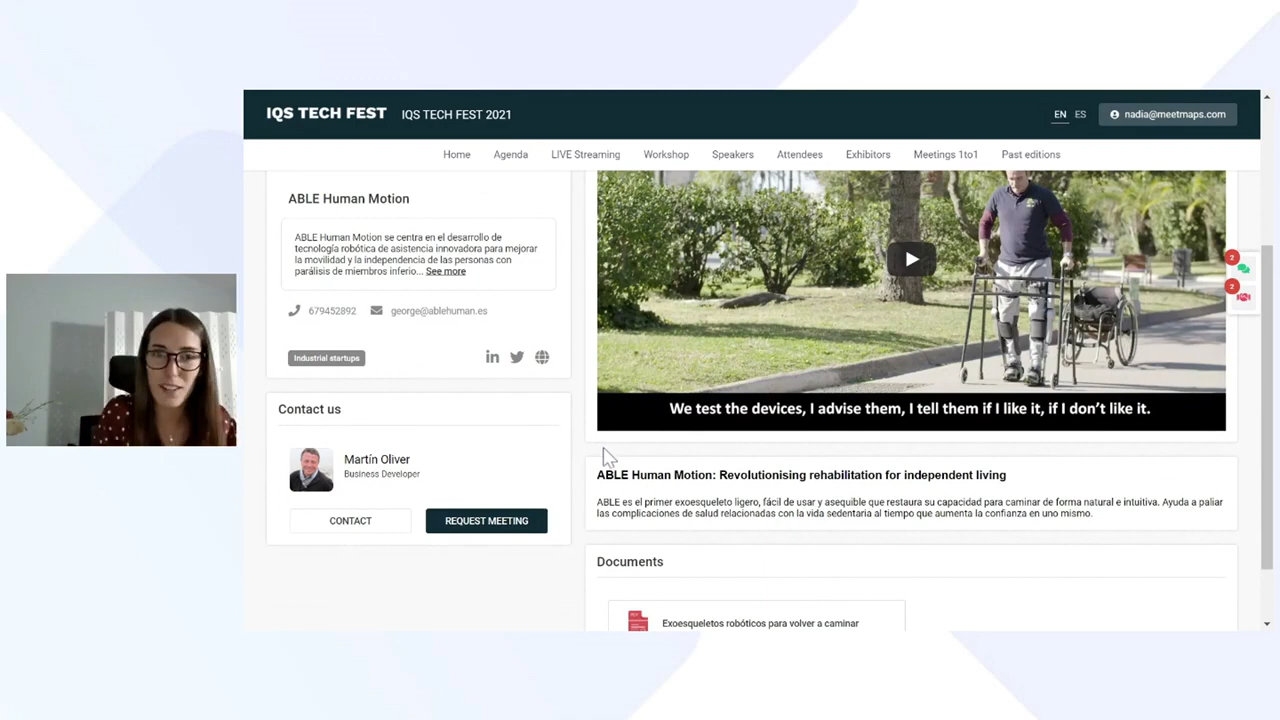 IQS TECH FEST
IQS TECH FEST 2021
EN ES
nadia@meetmaps.com
Home Agenda LIVE Streaming Workshop Speakers Attendees Exhibitors Meetings 1to1 Past editions
ABLE Human Motion
ABLE Human Motion se centra en el desarrollo de
tecnología robótica de asistencia innovadora para mejorar
la movilidad y la independencia de las personas con
parálisis de miembros inferio... See more
679452892 george@ablehuman.es
Industrial startups
Contact us
Martín Oliver
Business Developer
CONTACT REQUEST MEETING
We test the devices, I advise them, I tell them if I like it, if I don't like it.
ABLE Human Motion: Revolutionising rehabilitation for independent living
ABLE es el primer exoesqueleto ligero, fácil de usar y asequible que restaura su capacidad para caminar de forma natural e intuitiva. Ayuda a paliar
las complicaciones de salud relacionadas con la vida sedentaria al tiempo que aumenta la confianza en uno mismo.
Documents
Exoesqueletos robóticos para volver a caminar
2
2